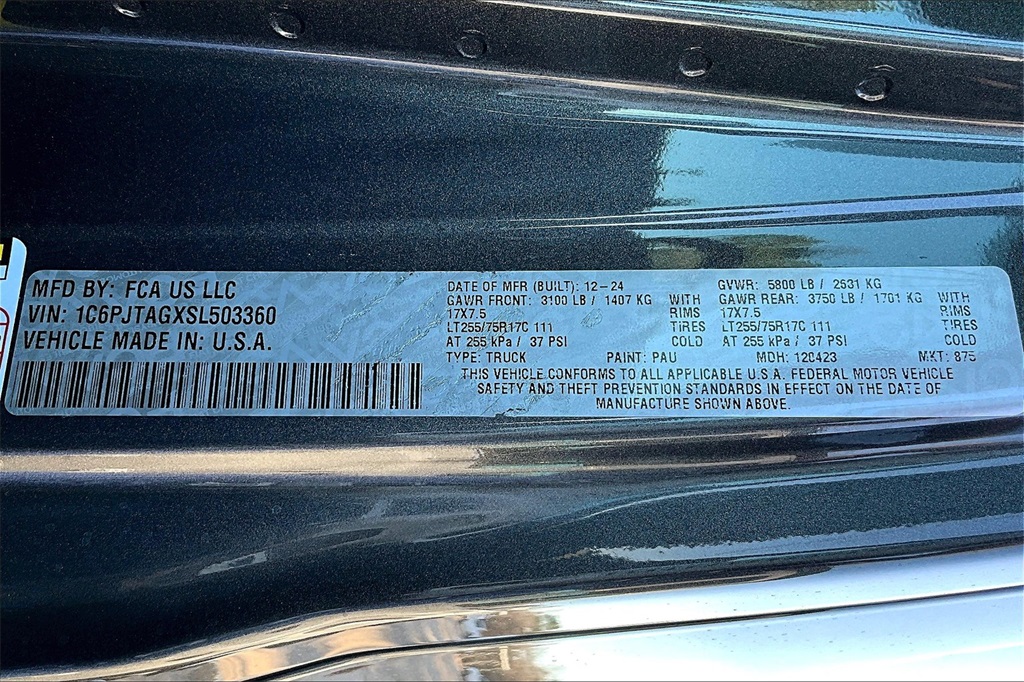 MFD BY: FCA US LLC
VIN: 1C6PJTAGXSL503360
VEHICLE MADE IN: U.S.A.
DATE OF MFR (BUILT): 12-24
GAWR FRONT: 3100 LB / 1407 KG WITH
17X7.5 RIMS
LT255/75R17C 111 TIRES
AT 255 kPa / 37 PSI COLD
GVWR: 5800 LB / 2631 KG
GAWR REAR: 3750 LB / 1701 KG WITH
17X7.5 RIMS
LT255/75R17C 111 TIRES
AT 255 kPa / 37 PSI COLD
TYPE: TRUCK PAINT: PAU MDH: 120423 MKT: 875
THIS VEHICLE CONFORMS TO ALL APPLICABLE U.S.A. FEDERAL MOTOR VEHICLE
SAFETY AND THEFT PREVENTION STANDARDS IN EFFECT ON THE DATE OF
MANUFACTURE SHOWN ABOVE.